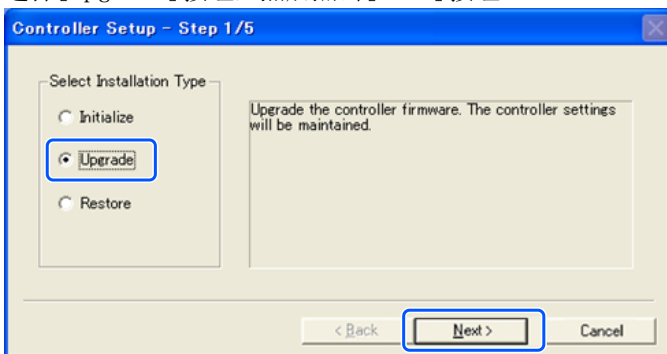 Controller Setup - Step 1/5
Select Installation Type
Initialize
Upgrade
Restore
Upgrade the controller firmware. The controller settings
will be maintained.
< Back
Next >
Cancel